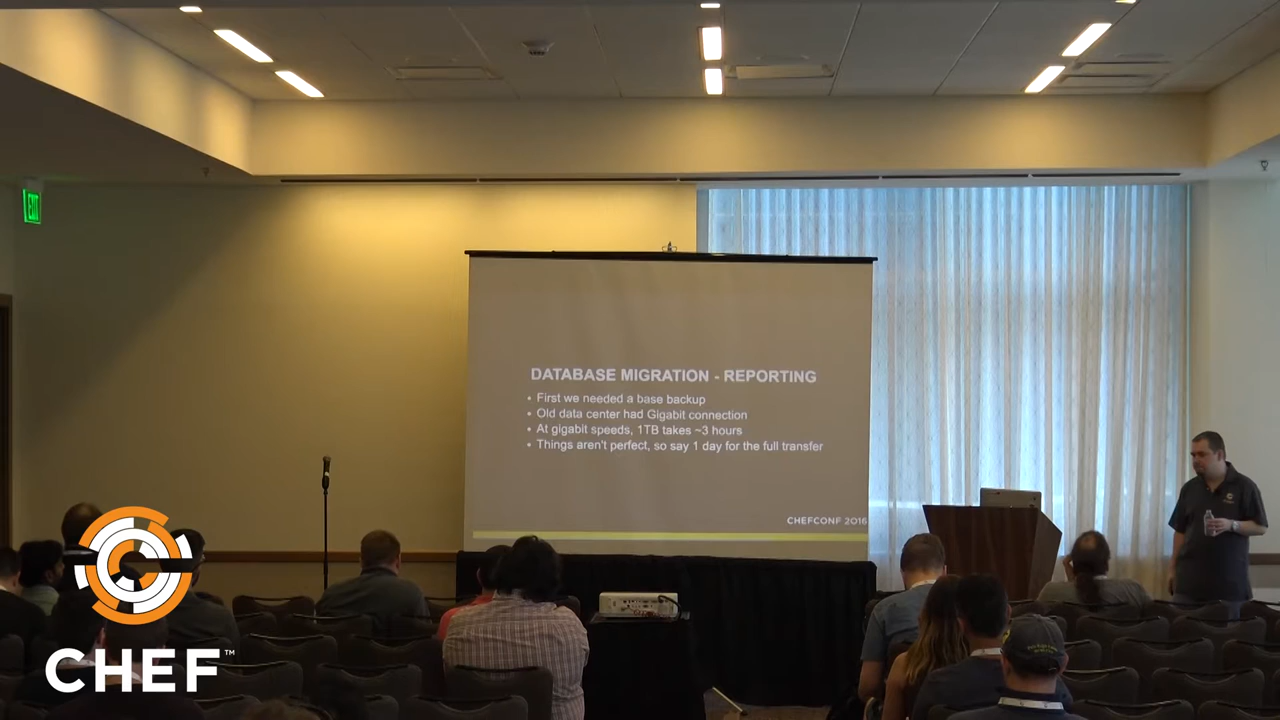 EXIT
DATABASE MIGRATION - REPORTING
• First we needed a base backup
• Old data center had Gigabit connection
• At gigabit speeds, 1TB takes ~3 hours
• Things aren't perfect, so say 1 day for the full transfer
CHEFCONF 2016
CHEF™